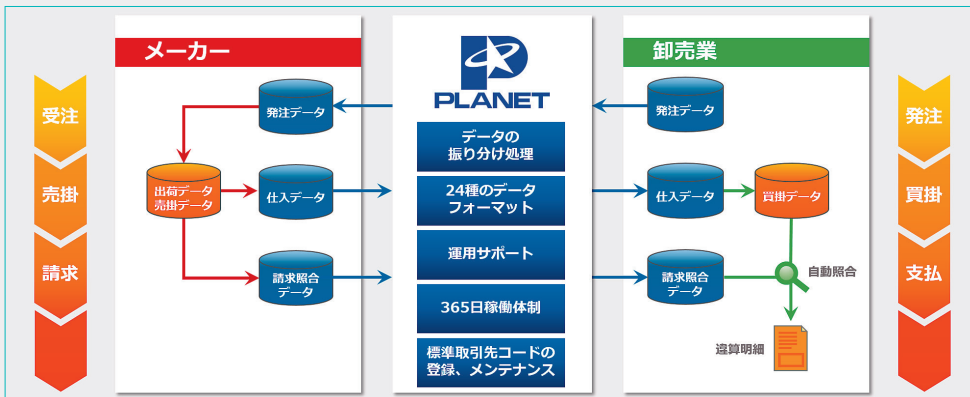 メーカー
卸売業
PLANET
受注
売掛
請求
発注データ
出荷データ
売掛データ
仕入データ
請求照合
データ
データの
振り分け処理
24種のデータ
フォーマット
運用サポート
365日稼働体制
標準取引先コードの
登録、メンテナンス
発注データ
仕入データ
買掛データ
請求照合
データ
自動照合
違算明細
発注
買掛
支払